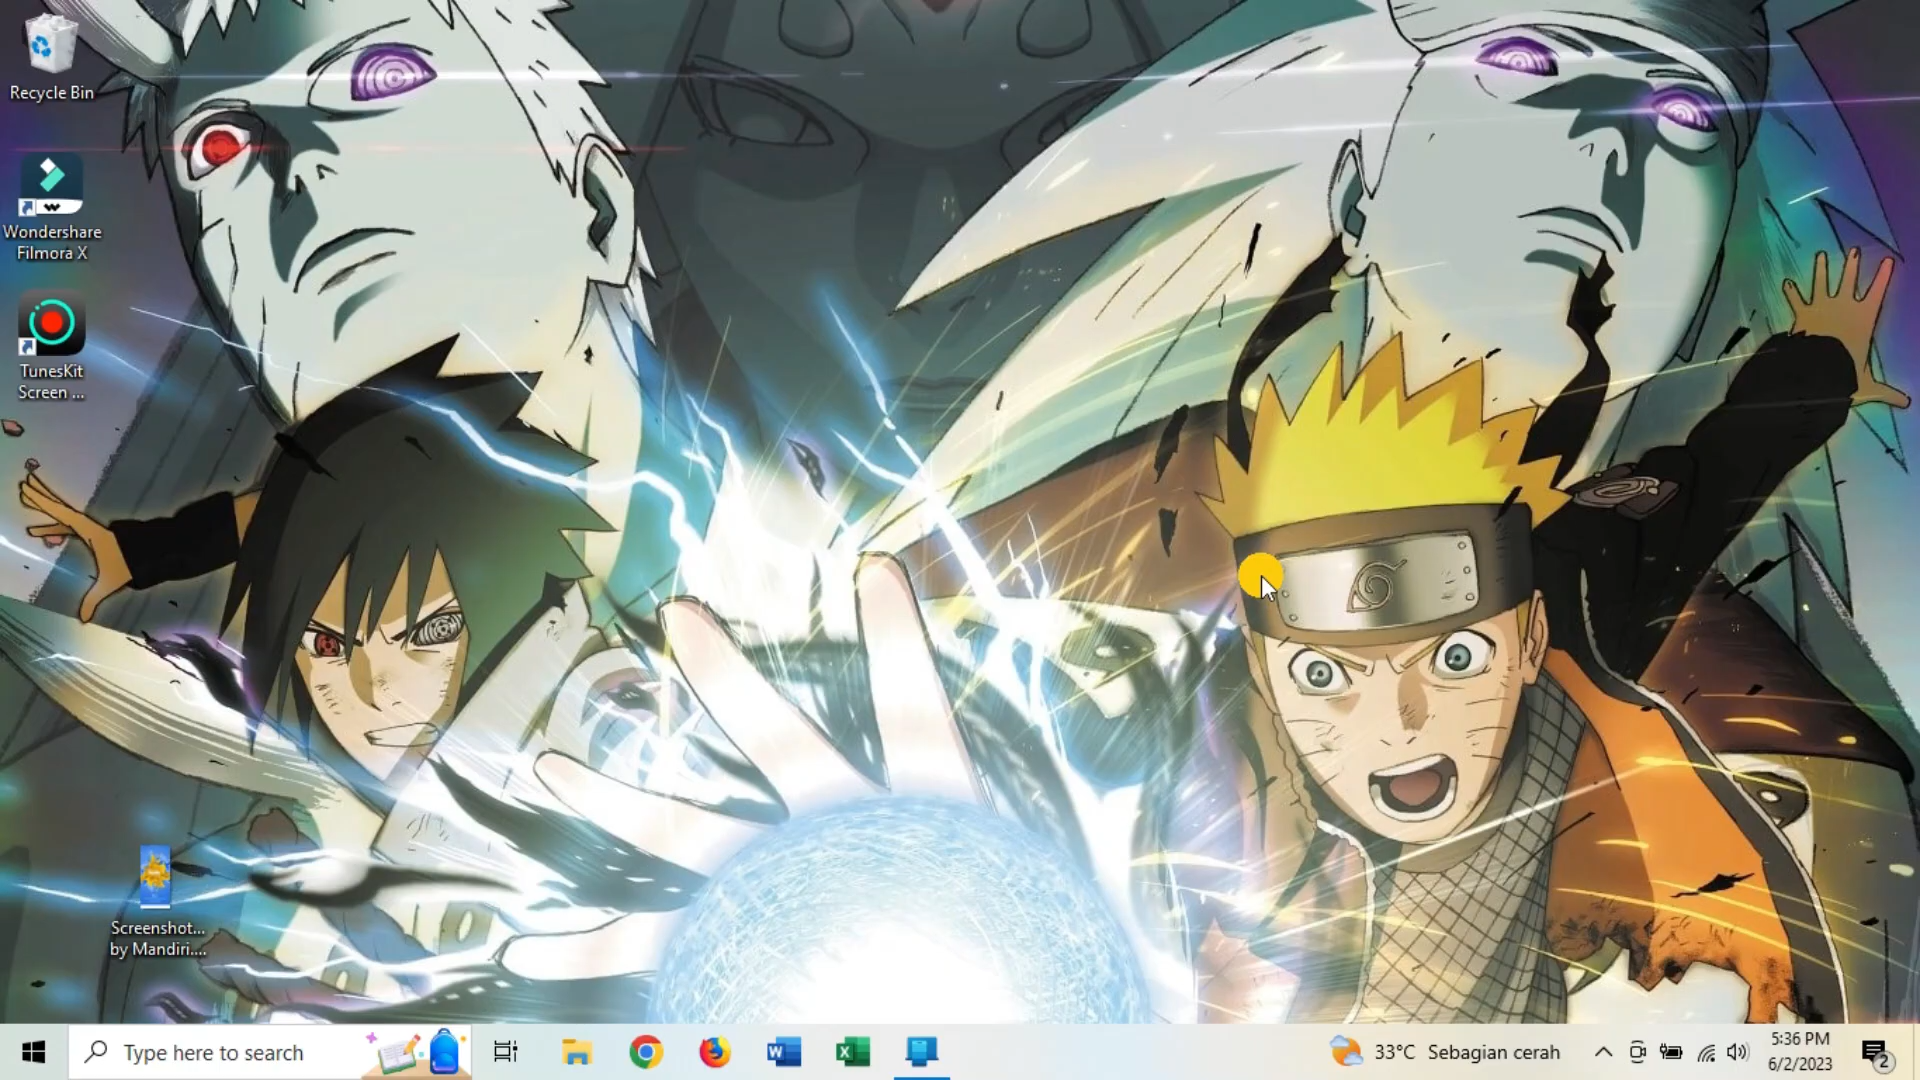 Recycle Bin
Wondershare
Filmora X
TunesKit
Screen ...
Screenshot...
by Mandiri....
Type here to search
33°C Sebagian cerah
5:36 PM
6/2/2023
2